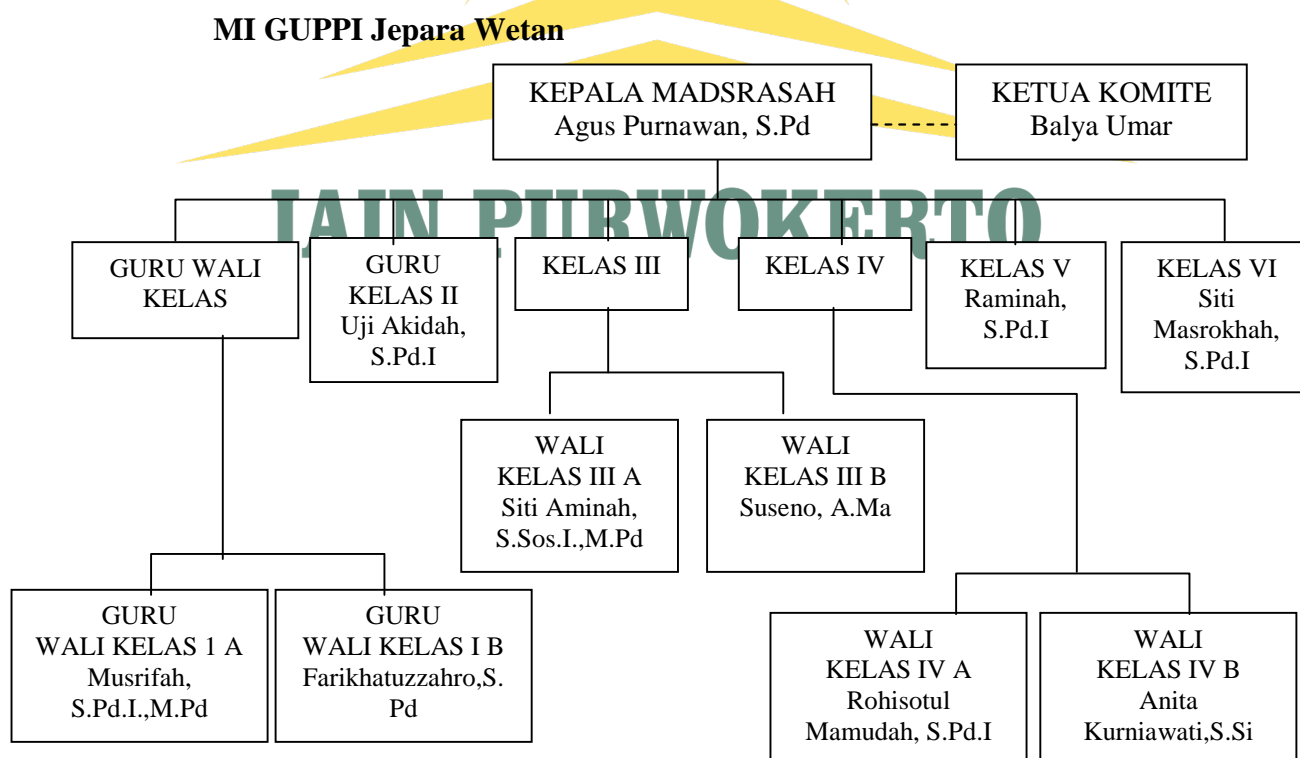 MI GUPPI Jepara Wetan
KEPALA MADSRASAH
Agus Purnawan, S.Pd
KETUA KOMITE
Balya Umar
IAIN PURWOKERTO
GURU WALI
KELAS
GURU
KELAS II
Uji Akidah,
S.Pd.I
KELAS III
KELAS IV
KELAS V
Raminah,
S.Pd.I
KELAS VI
Siti
Masrokhah,
S.Pd.I
WALI
KELAS III A
Siti Aminah,
S.Sos.I.,M.Pd
WALI
KELAS III B
Suseno, A.Ma
GURU
WALI KELAS 1 A
Musrifah,
S.Pd.I.,M.Pd
GURU
WALI KELAS I B
Farikhatuzzahro,S.
Pd
WALI
KELAS IV A
Rohisotul
Mamudah, S.Pd.I
WALI
KELAS IV B
Anita
Kurniawati,S.Si